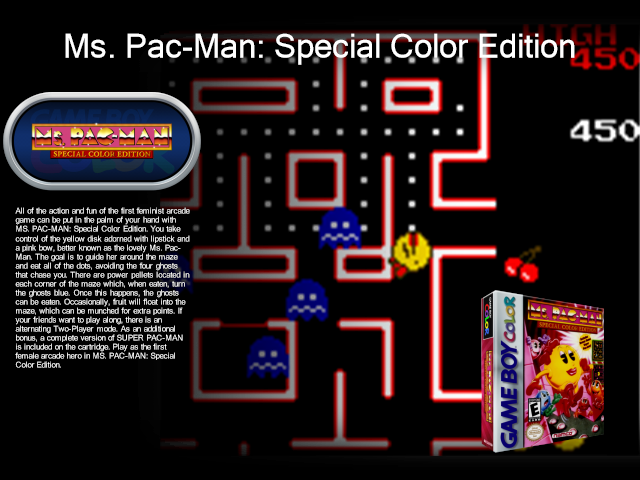 Ms. Pac-Man: Special Color Edition
HIGH
450
450
MS. PAC-MAN
SPECIAL COLOR EDITION
All of the action and fun of the first feminist arcade
game can be put in the palm of your hand with
MS. PAC-MAN: Special Color Edition. You take
control of the yellow disk adorned with lipstick and
a pink bow, better known as the lovely Ms. Pac-
Man. The goal is to guide her around the maze
and eat all of the dots, avoiding the four ghosts
that chase you. There are power pellets located in
each corner of the maze which, when eaten, turn
the ghosts blue. Once this happens, the ghosts
can be eaten. Occasionally, fruit will float into the
maze, which can be munched for extra points. If
your friends want to play along, there is an
alternating Two-Player mode. As an additional
bonus, a complete version of SUPER PAC-MAN
is included on the cartridge. Play as the first
female arcade hero in MS. PAC-MAN: Special
Color Edition.
GAME BOY COLOR
MS. PAC-MAN
SPECIAL COLOR EDITION
E
namco